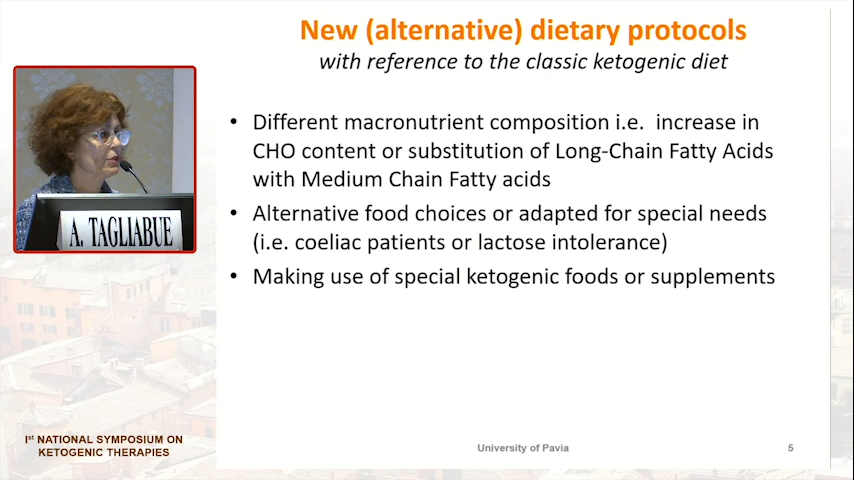 New (alternative) dietary protocols
with reference to the classic ketogenic diet
• Different macronutrient composition i.e. increase in
CHO content or substitution of Long-Chain Fatty Acids
with Medium Chain Fatty acids
• Alternative food choices or adapted for special needs
(i.e. coeliac patients or lactose intolerance)
• Making use of special ketogenic foods or supplements
A. TAGLIABUE
Ist NATIONAL SYMPOSIUM ON
KETOGENIC THERAPIES
University of Pavia
5